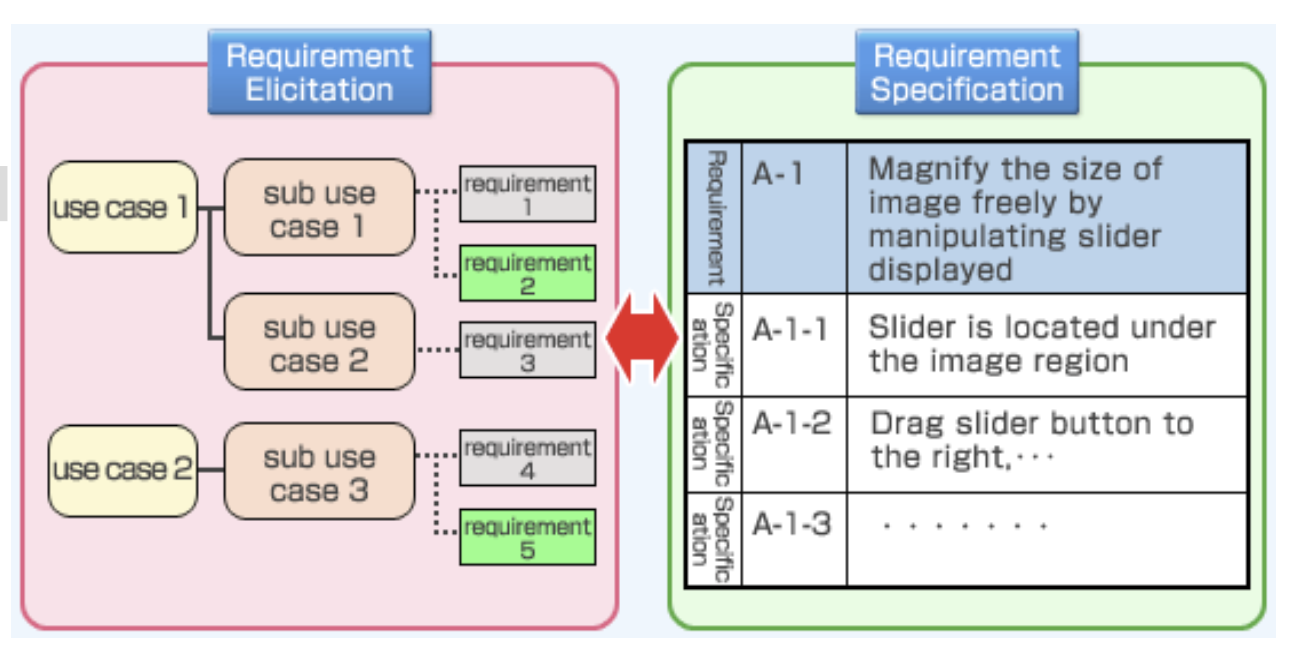 Requirement
Elicitation
use case 1
sub use
case 1
requirement
1
requirement
2
sub use
case 2
requirement
3
use case 2
sub use
case 3
requirement
4
requirement
5
Requirement
Specification
Requirement
A-1
Magnify the size of
image freely by
manipulating slider
displayed
Specific
ation
A-1-1
Slider is located under
the image region
Specific
ation
A-1-2
Drag slider button to
the right,···
Specific
ation
A-1-3
· · · · · · ·